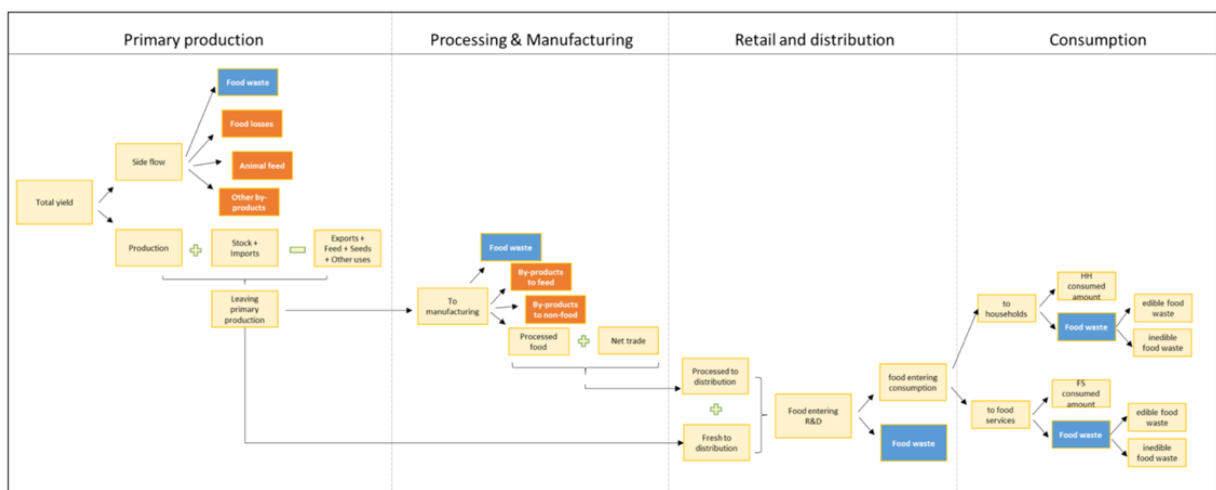 Primary production
Processing & Manufacturing
Retail and distribution
Consumption
Food waste
Food losses
Side flow
Animal feed
Total yield
Other by-
products
Production
Stock +
Imports
Exports +
Feed + Seeds
+ Other uses
Leaving
primary
production
Food waste
By-products
to feed
To
manufacturing
By-products
to non-food
Processed
food
Net trade
Processed to
distribution
Fresh to
distribution
Food entering
R&D
food entering
consumption
Food waste
HH
consumed
amount
to
households
Food waste
edible food
waste
inedible
food waste
FS
consumed
amount
to food
services
Food waste
edible food
waste
inedible
food waste